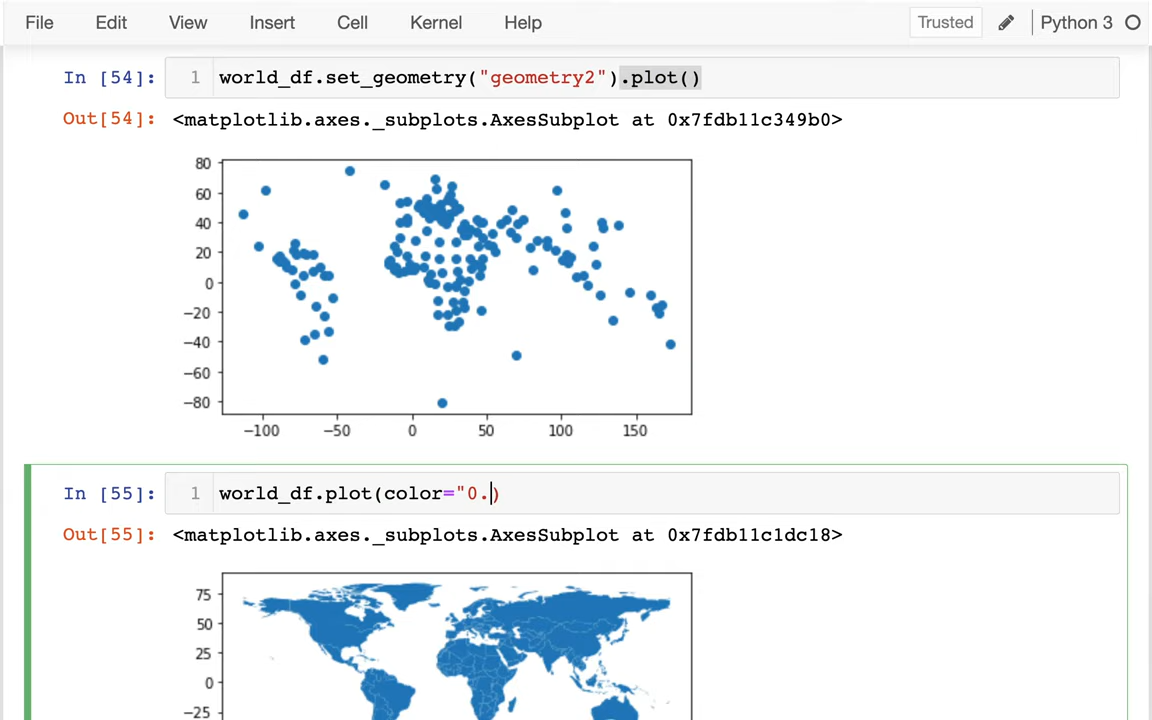 File Edit View Insert Cell Kernel Help Trusted Python 3
In [54]: 1 world_df.set_geometry("geometry2").plot()
Out[54]: <matplotlib.axes._subplots.AxesSubplot at 0x7fdb11c349b0>
80
60
40
20
0
−20
−40
−60
−80
−100 −50 0 50 100 150
In [55]: 1 world_df.plot(color="0.)
Out[55]: <matplotlib.axes._subplots.AxesSubplot at 0x7fdb11c1dc18>
75
50
25
0
−25